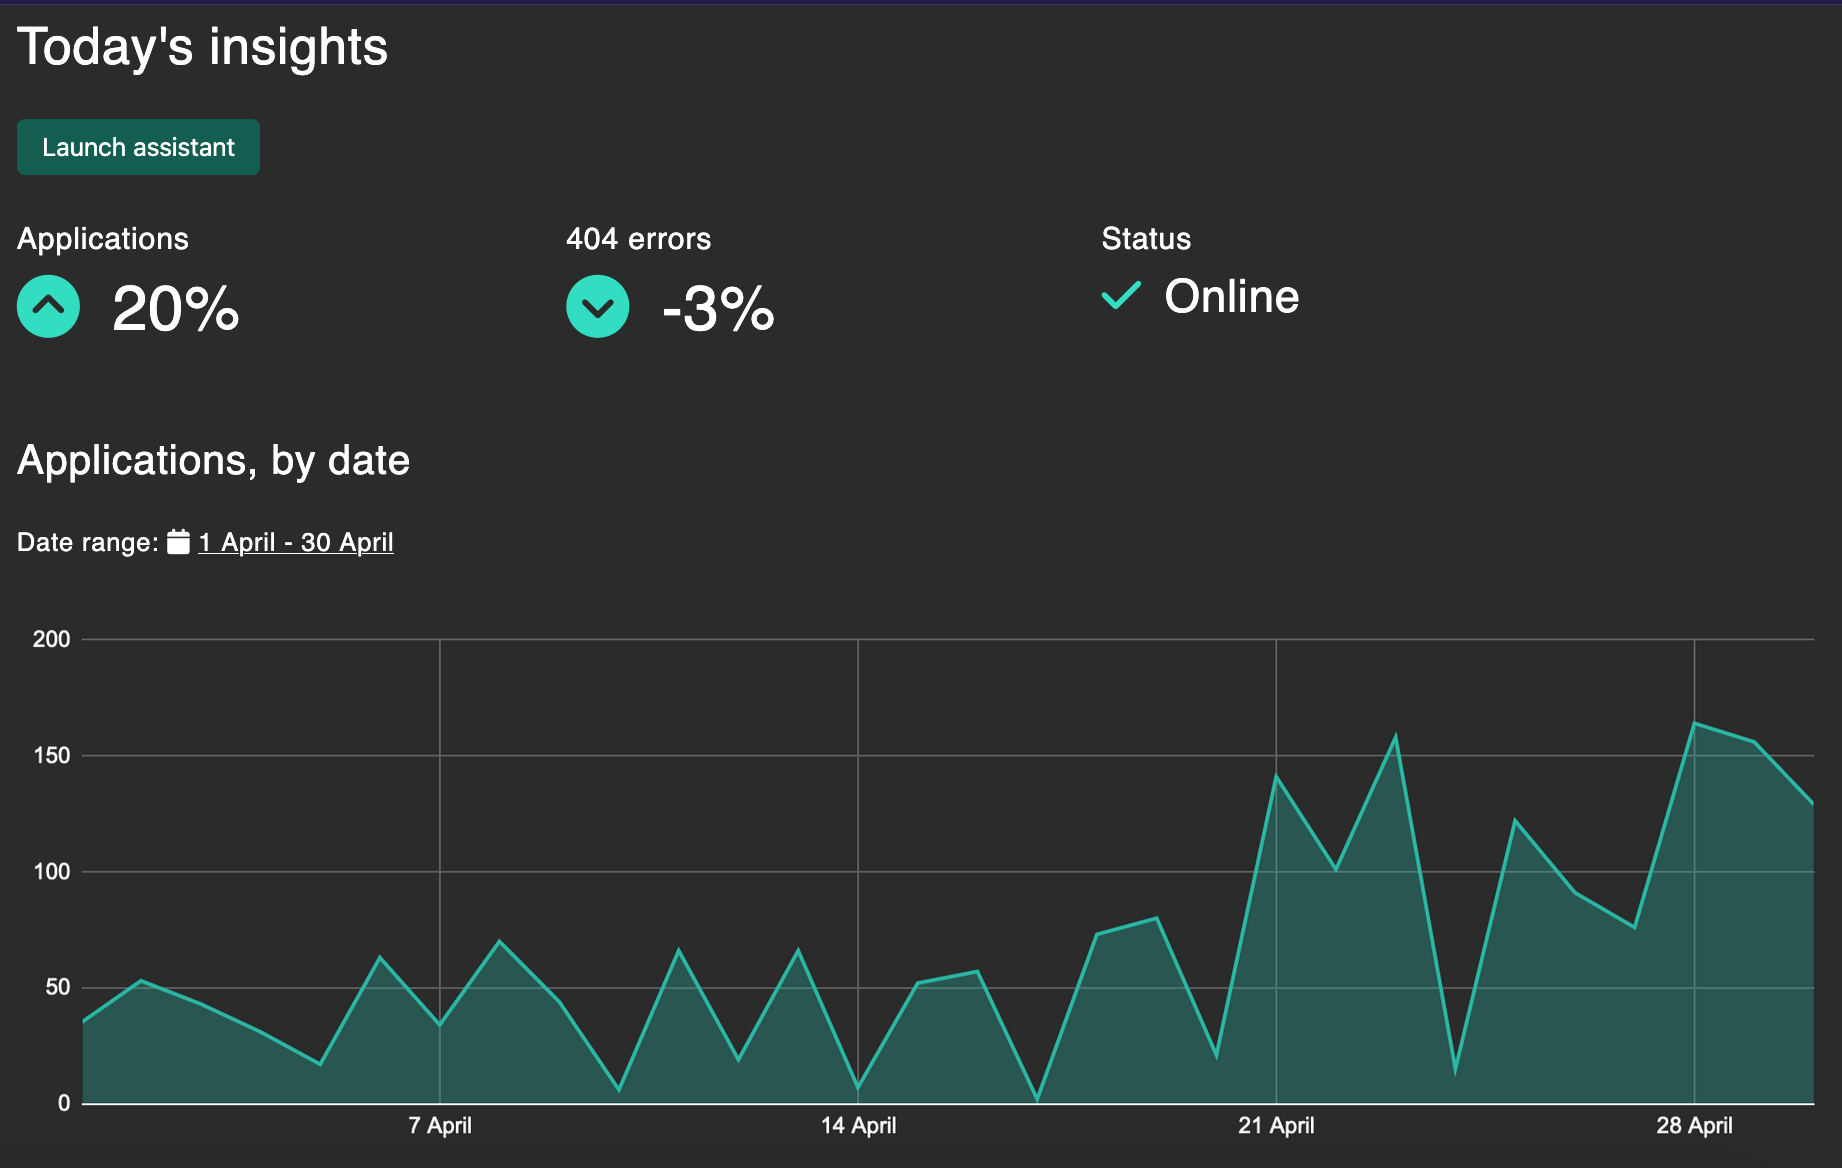 Today's insights
Launch assistant
Applications
20%
404 errors
-3%
Status
Online
Applications, by date
Date range: 1 April - 30 April
200
150
100
50
0
7 April
14 April
21 April
28 April